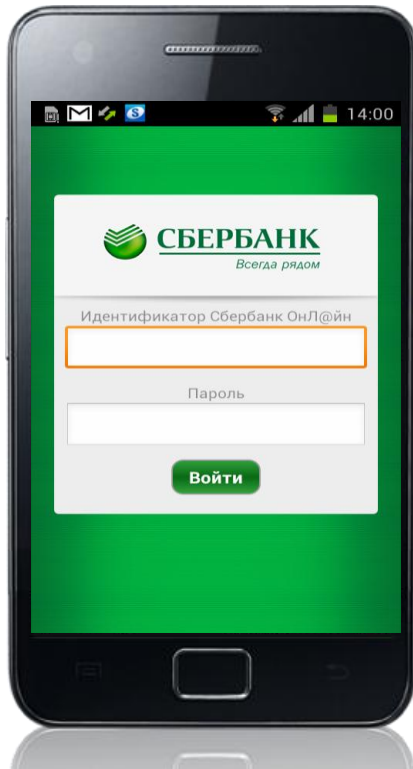 14:00
СБЕРБАНК
Всегда рядом
Идентификатор Сбербанк ОнЛ@йн
Пароль
Войти